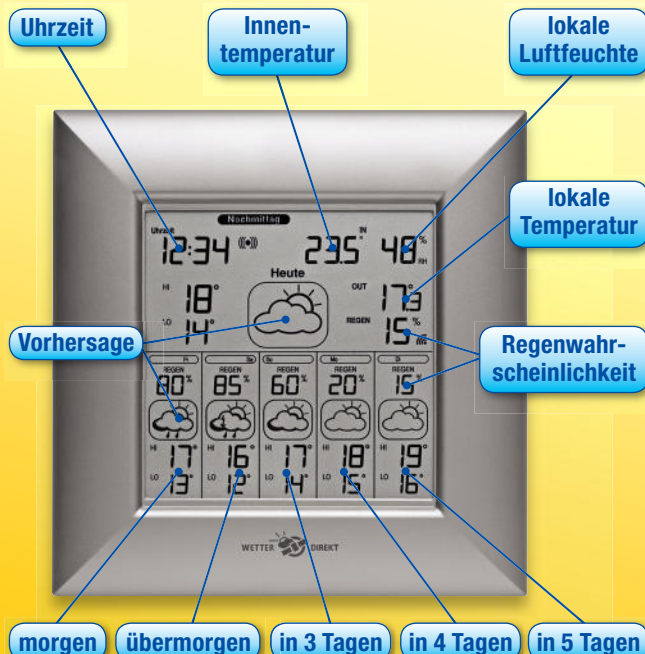 Uhrzeit
Innen-
temperatur
lokale
Luftfeuchte
Nachmittag
Uhrzeit
IN
12:34
23.5°
48%
RH
Heute
lokale
Temperatur
HI
18°
OUT
17.3°
LO
14°
REGEN
15%
Vorhersage
Regenwahr-
scheinlichkeit
Fr Sa So Mo Di
REGEN REGEN REGEN REGEN REGEN
90% 85% 60% 20% 15%
HI 17° HI 16° HI 17° HI 18° HI 19°
LO 13° LO 12° LO 14° LO 15° LO 16°
WETTER DIREKT
morgen
übermorgen
in 3 Tagen
in 4 Tagen
in 5 Tagen